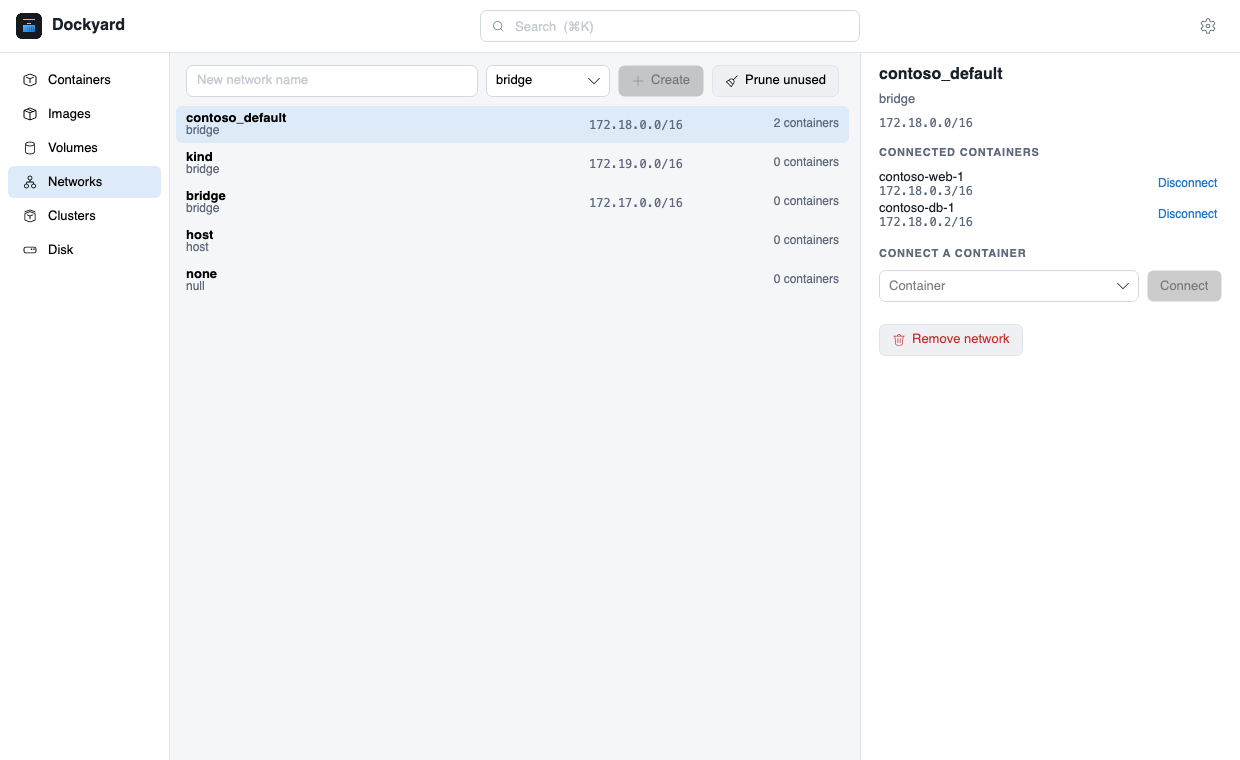 Dockyard
Search (⌘K)
Containers
Images
Volumes
Networks
Clusters
Disk
New network name
bridge
Create
Prune unused
contoso_default
bridge
172.18.0.0/16
2 containers
kind
bridge
172.19.0.0/16
0 containers
bridge
bridge
172.17.0.0/16
0 containers
host
host
0 containers
none
null
0 containers
contoso_default
bridge
172.18.0.0/16
CONNECTED CONTAINERS
contoso-web-1
172.18.0.3/16
Disconnect
contoso-db-1
172.18.0.2/16
Disconnect
CONNECT A CONTAINER
Container
Connect
Remove network